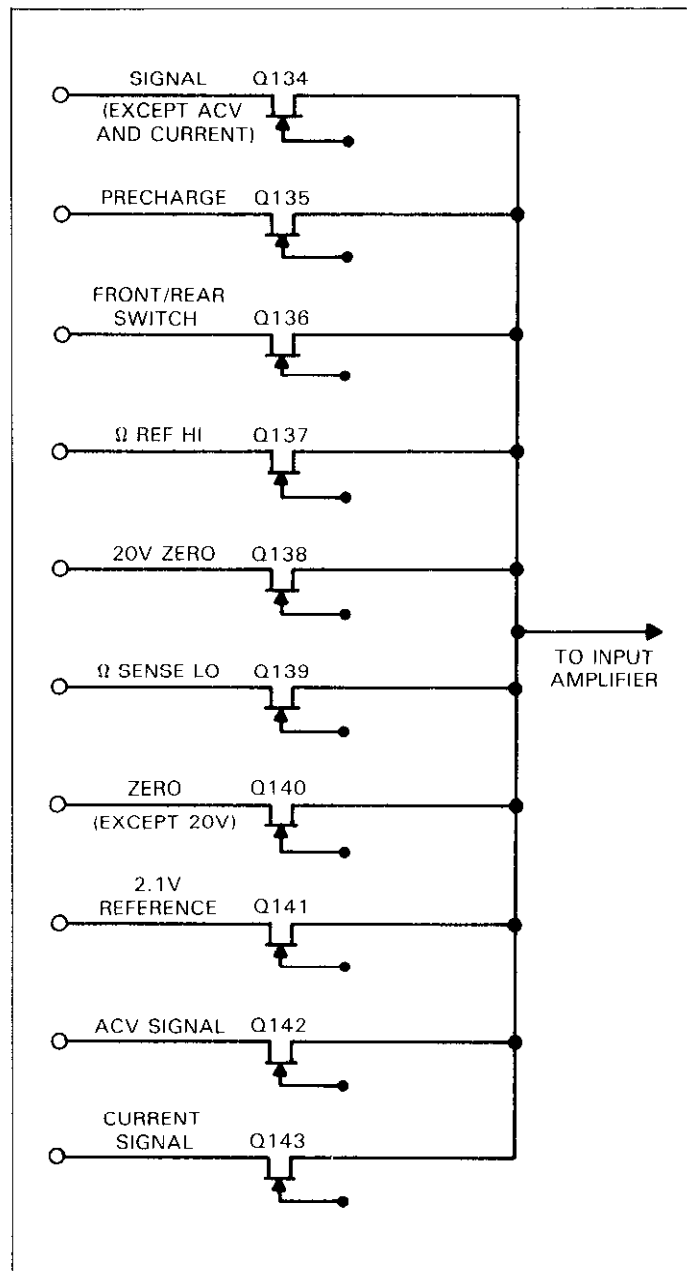 SIGNAL
Q134
(EXCEPT ACV
AND CURRENT)
PRECHARGE
Q135
FRONT/REAR
SWITCH
Q136
Ω REF HI
Q137
20V ZERO
Q138
TO INPUT
AMPLIFIER
Ω SENSE LO
Q139
ZERO
Q140
(EXCEPT 20V)
2.1V
REFERENCE
Q141
ACV SIGNAL
Q142
CURRENT
SIGNAL
Q143